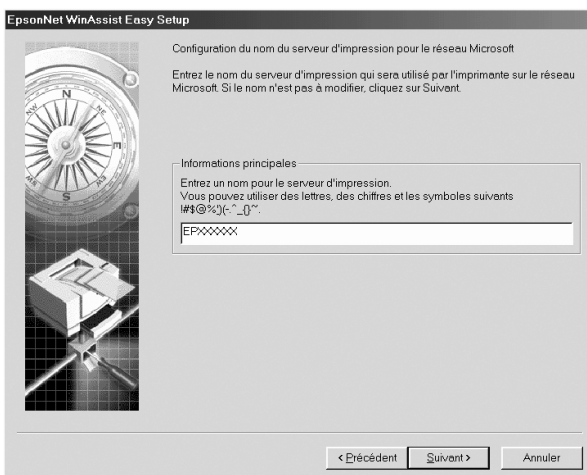 EpsonNet WinAssist Easy Setup
Configuration du nom du serveur d'impression pour le réseau Microsoft
Entrez le nom du serveur d'impression qui sera utilisé par l'imprimante sur le réseau
Microsoft. Si le nom n'est pas à modifier, cliquez sur Suivant.
Informations principales
Entrez un nom pour le serveur d'impression.
Vous pouvez utiliser des lettres, des chiffres et les symboles suivants
!#$@%')(-.^_{}~.
EPXXXXXX
N
NE
E
NW
W
< Précédent
Suivant >
Annuler